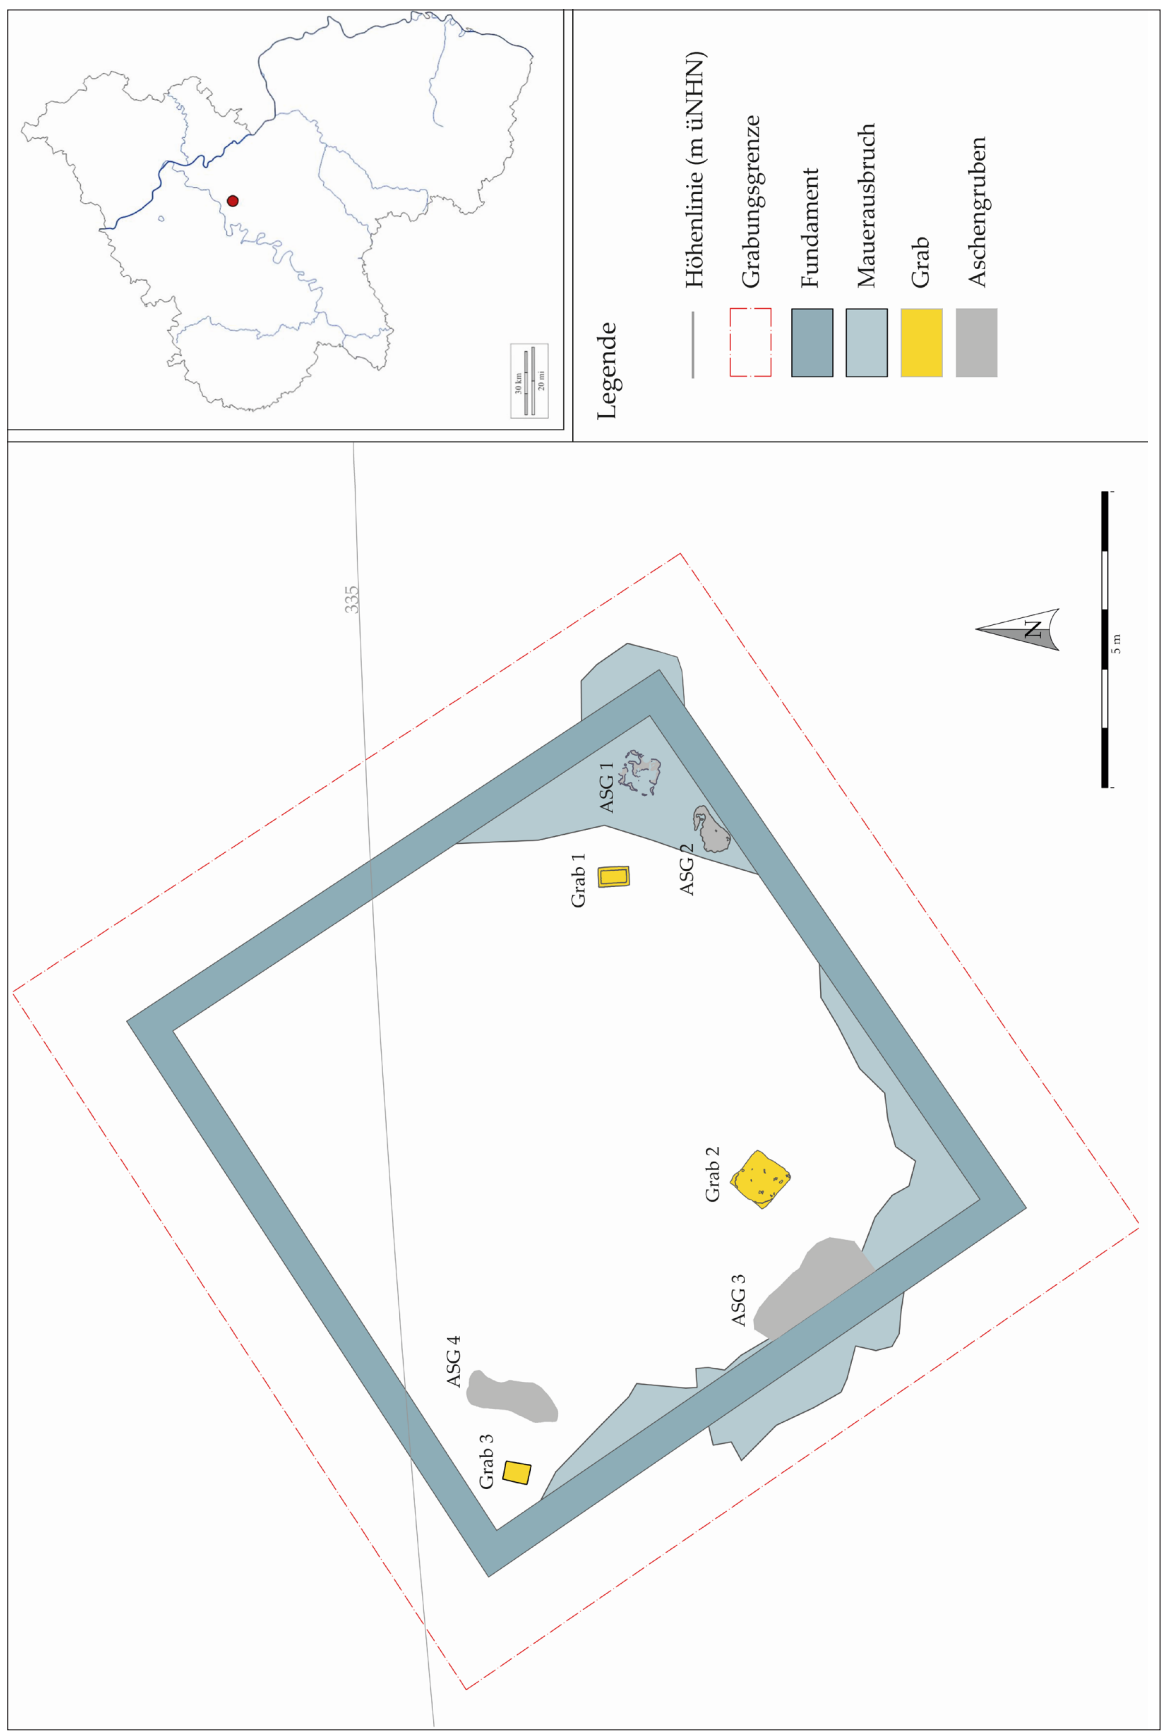 30 km
20 mi
Legende
Höhenlinie (m üNHN)
Grabungsgrenze
Fundament
Mauerausbruch
Grab
Aschengruben
335
ASG 4
Grab 3
Grab 1
ASG 1
ASG 2
Grab 2
ASG 3
N
5 m